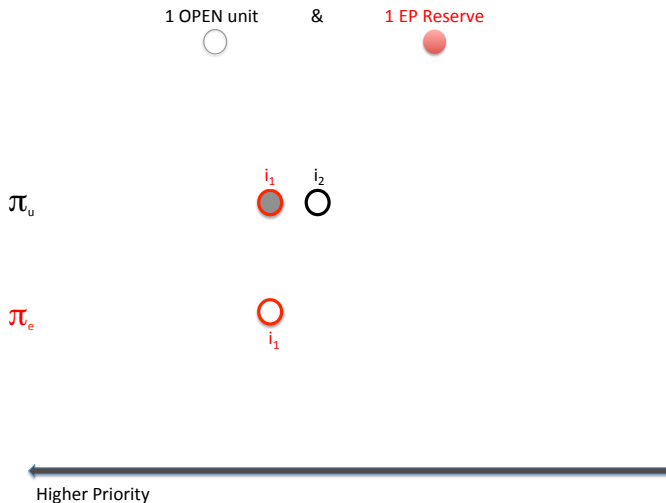 1 OPEN unit & 1 EP Reserve
i₁ i₂
πᵤ
πₑ
i₁
Higher Priority